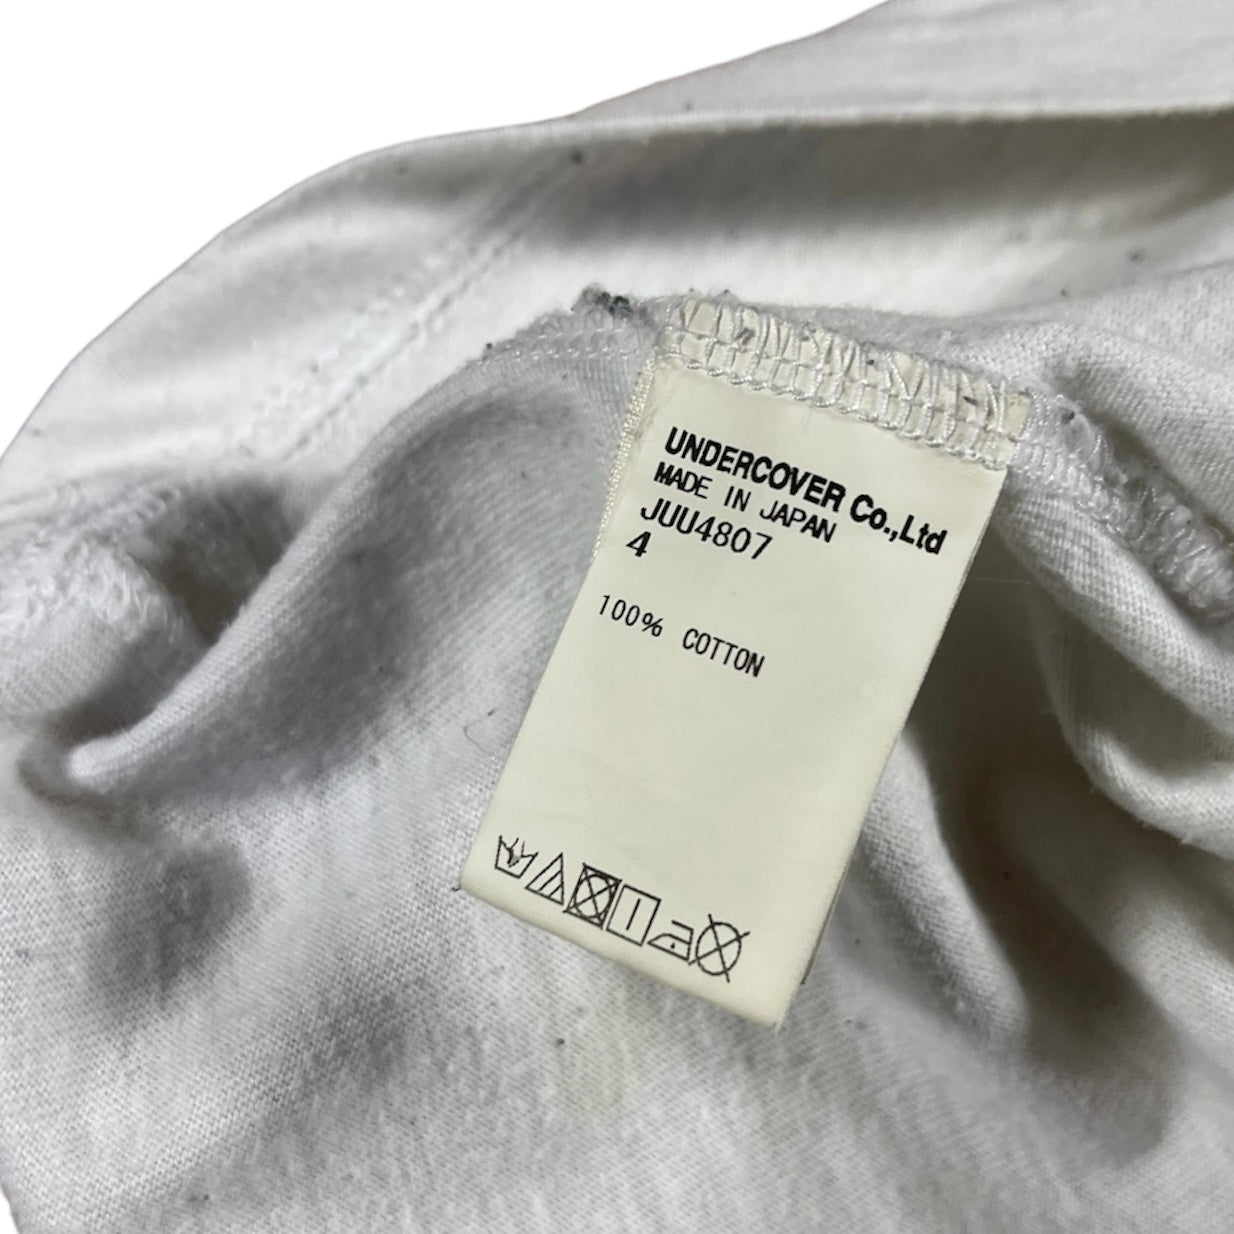 UNDERCOVER Co.,Ltd
MADE IN JAPAN
JUU4807
4
100% COTTON